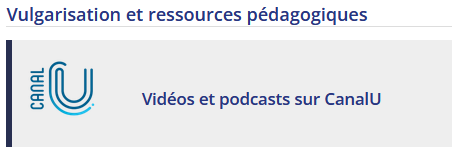 Vulgarisation et ressources pédagogiques
CANAL U
Vidéos et podcasts sur CanalU